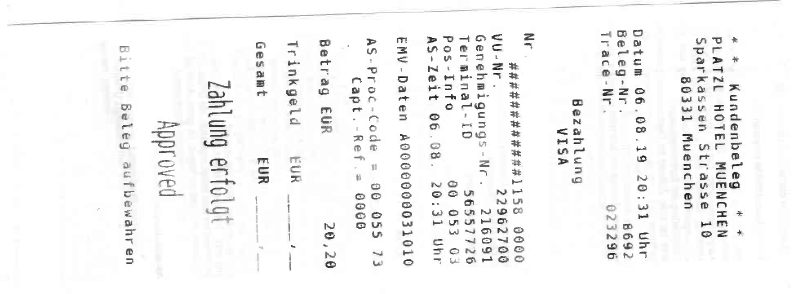 * * Kundenbeleg * *
PLATZL HOTEL MUENCHEN
Sparkassen Strasse 10
80331 Muenchen
Datum 06.08.19 20:31 Uhr
Beleg-Nr. 8692
Trace-Nr. 023296
Bezahlung
VISA
Nr. ############1158 0000
VU-Nr. 22962700
Genehmigungs-Nr. 216091
Terminal-ID 56557726
Pos-Info 00 053 03
AS-Zeit 06.08. 20:31 Uhr
EMV-Daten A0000000031010
AS-Proc-Code = 00 055 73
Capt.-Ref.= 0000
Betrag EUR 20,20
Trinkgeld EUR _____,__
Gesamt EUR _____,__
Zahlung erfolgt
Approved
Bitte Beleg aufbewahren